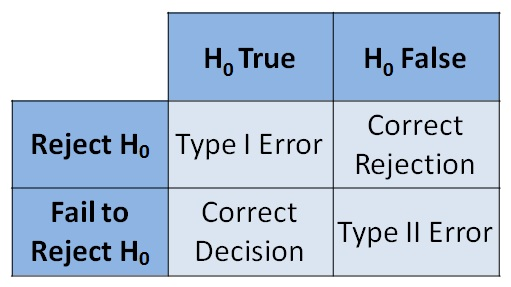 H₀ True
H₀ False
Reject H₀
Type I Error
Correct
Rejection
Fail to
Reject H₀
Correct
Decision
Type II Error